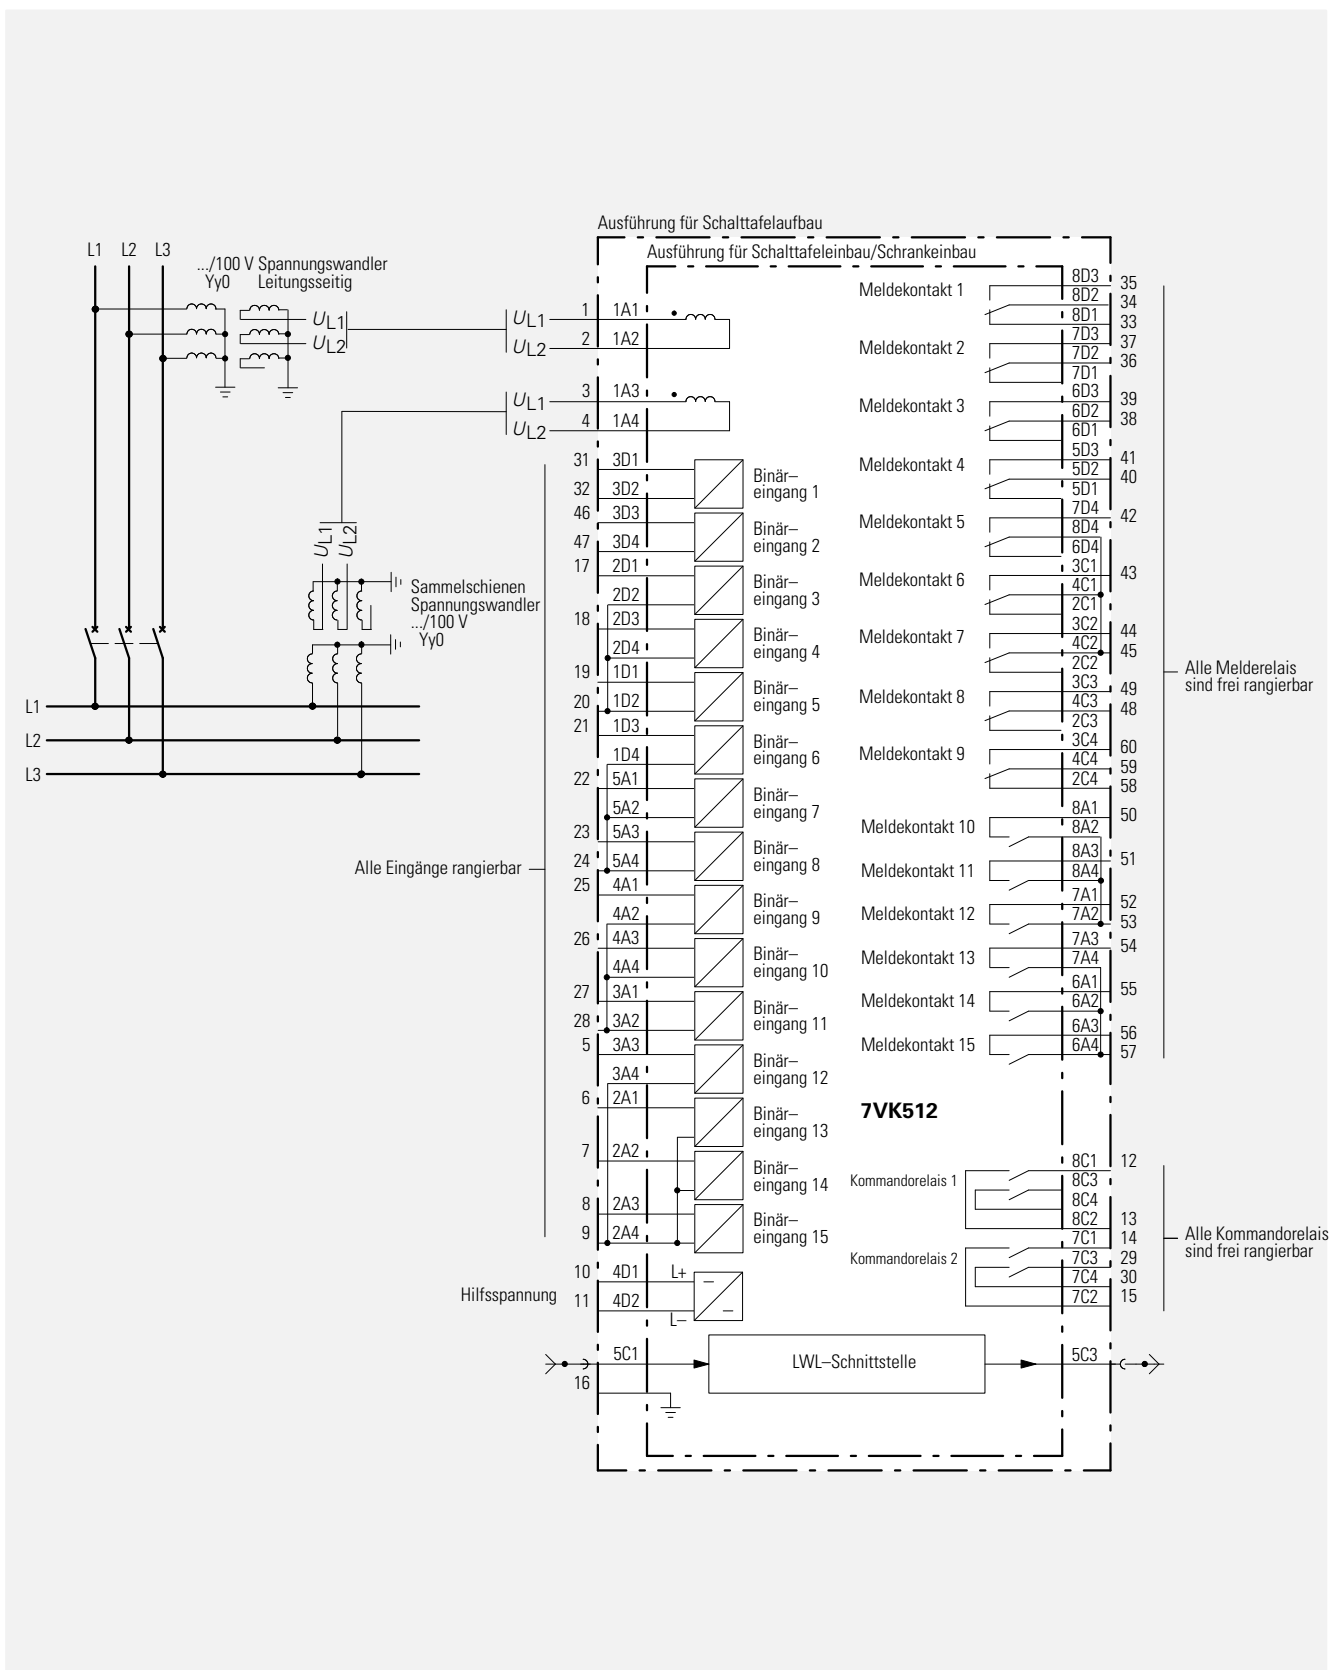 Ausführung für Schalttafelaufbau
Ausführung für Schalttafeleinbau/Schrankeinbau
L1 L2 L3
.../100 V Spannungswandler
Yy0 Leitungsseitig
UL1
UL2
UL1
UL2
1 1A1
2 1A2
UL1
UL2
3 1A3
4 1A4
UL1
UL2
Sammelschienen
Spannungswandler
.../100 V
Yy0
L1
L2
L3
Alle Eingänge rangierbar
31 3D1
32 3D2
Binär–
eingang 1
46 3D3
47 3D4
Binär–
eingang 2
17 2D1
2D2
Binär–
eingang 3
18 2D3
2D4
Binär–
eingang 4
19 1D1
20 1D2
Binär–
eingang 5
21 1D3
1D4
Binär–
eingang 6
22 5A1
5A2
Binär–
eingang 7
23 5A3
24 5A4
Binär–
eingang 8
25 4A1
4A2
Binär–
eingang 9
26 4A3
4A4
Binär–
eingang 10
27 3A1
28 3A2
Binär–
eingang 11
5 3A3
3A4
Binär–
eingang 12
6 2A1
Binär–
eingang 13
7 2A2
Binär–
eingang 14
8 2A3
9 2A4
Binär–
eingang 15
Hilfsspannung
10 4D1 L+
11 4D2 L–
5C1
16
LWL–Schnittstelle
5C3
Meldekontakt 1
8D3 35
8D2 34
8D1 33
Meldekontakt 2
7D3 37
7D2 36
7D1
Meldekontakt 3
6D3 39
6D2 38
6D1
Meldekontakt 4
5D3 41
5D2 40
5D1
Meldekontakt 5
7D4 42
8D4
6D4
Meldekontakt 6
3C1 43
4C1
2C1
Meldekontakt 7
3C2 44
4C2 45
2C2
Meldekontakt 8
3C3 49
4C3 48
2C3
Meldekontakt 9
3C4 60
4C4 59
2C4 58
Meldekontakt 10
8A1 50
8A2
Meldekontakt 11
8A3 51
8A4
Meldekontakt 12
7A1 52
7A2 53
Meldekontakt 13
7A3 54
7A4
Meldekontakt 14
6A1 55
6A2
Meldekontakt 15
6A3 56
6A4 57
Alle Melderelais
sind frei rangierbar
7VK512
Kommandorelais 1
8C1 12
8C3
8C4
8C2 13
Kommandorelais 2
7C1 14
7C3 29
7C4 30
7C2 15
Alle Kommandorelais
sind frei rangierbar